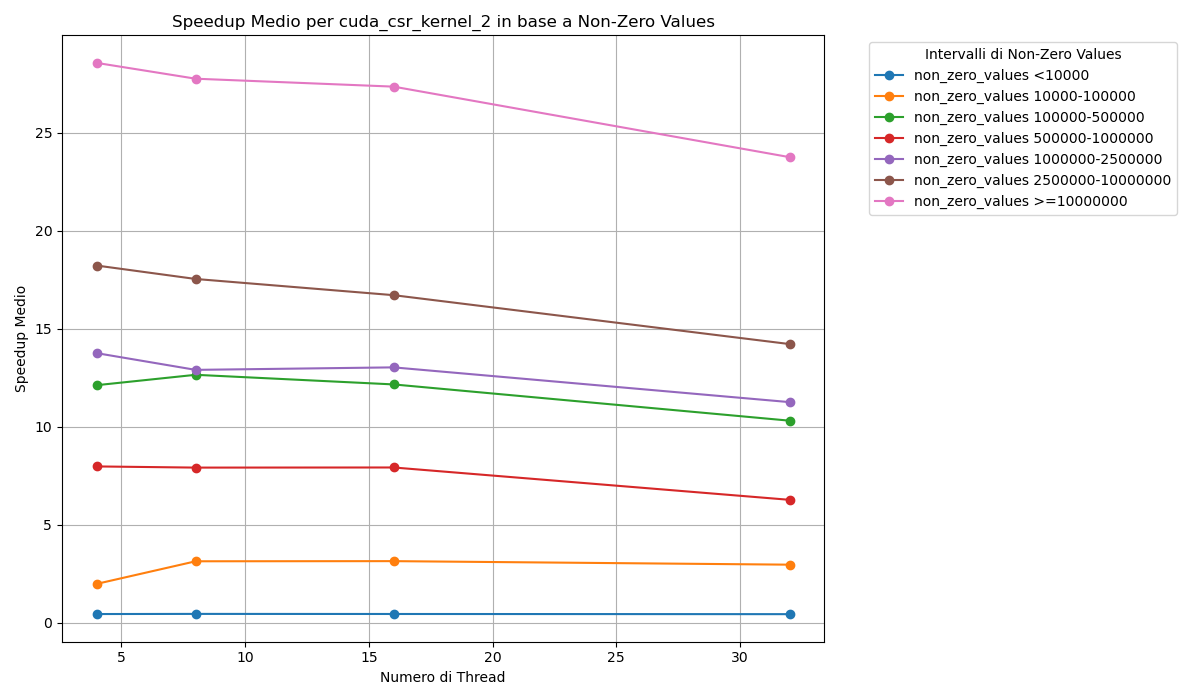 Speedup Medio per cuda_csr_kernel_2 in base a Non-Zero Values
Speedup Medio
25
20
15
10
5
0
5
10
15
20
25
30
Numero di Thread
Intervalli di Non-Zero Values
non_zero_values <10000
non_zero_values 10000-100000
non_zero_values 100000-500000
non_zero_values 500000-1000000
non_zero_values 1000000-2500000
non_zero_values 2500000-10000000
non_zero_values >=10000000